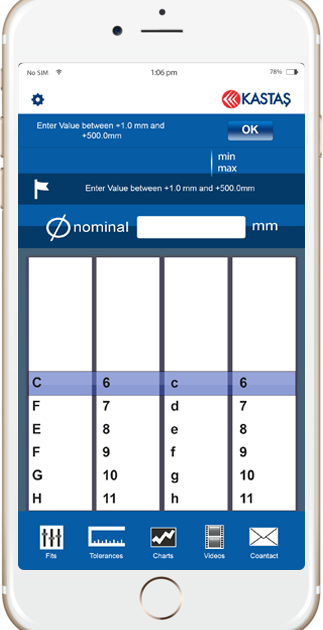 No SIM 1:06 pm 78%
KASTAŞ
Enter Value between +1.0 mm and
+500.0mm
OK
min
max
Enter Value between +1.0 mm and +500.0mm
nominal mm
C 6 c 6
F 7 d 7
E 8 e 8
F 9 f 9
G 10 g 10
H 11 h 11
Fits Tolerances Charts Videos Coantact